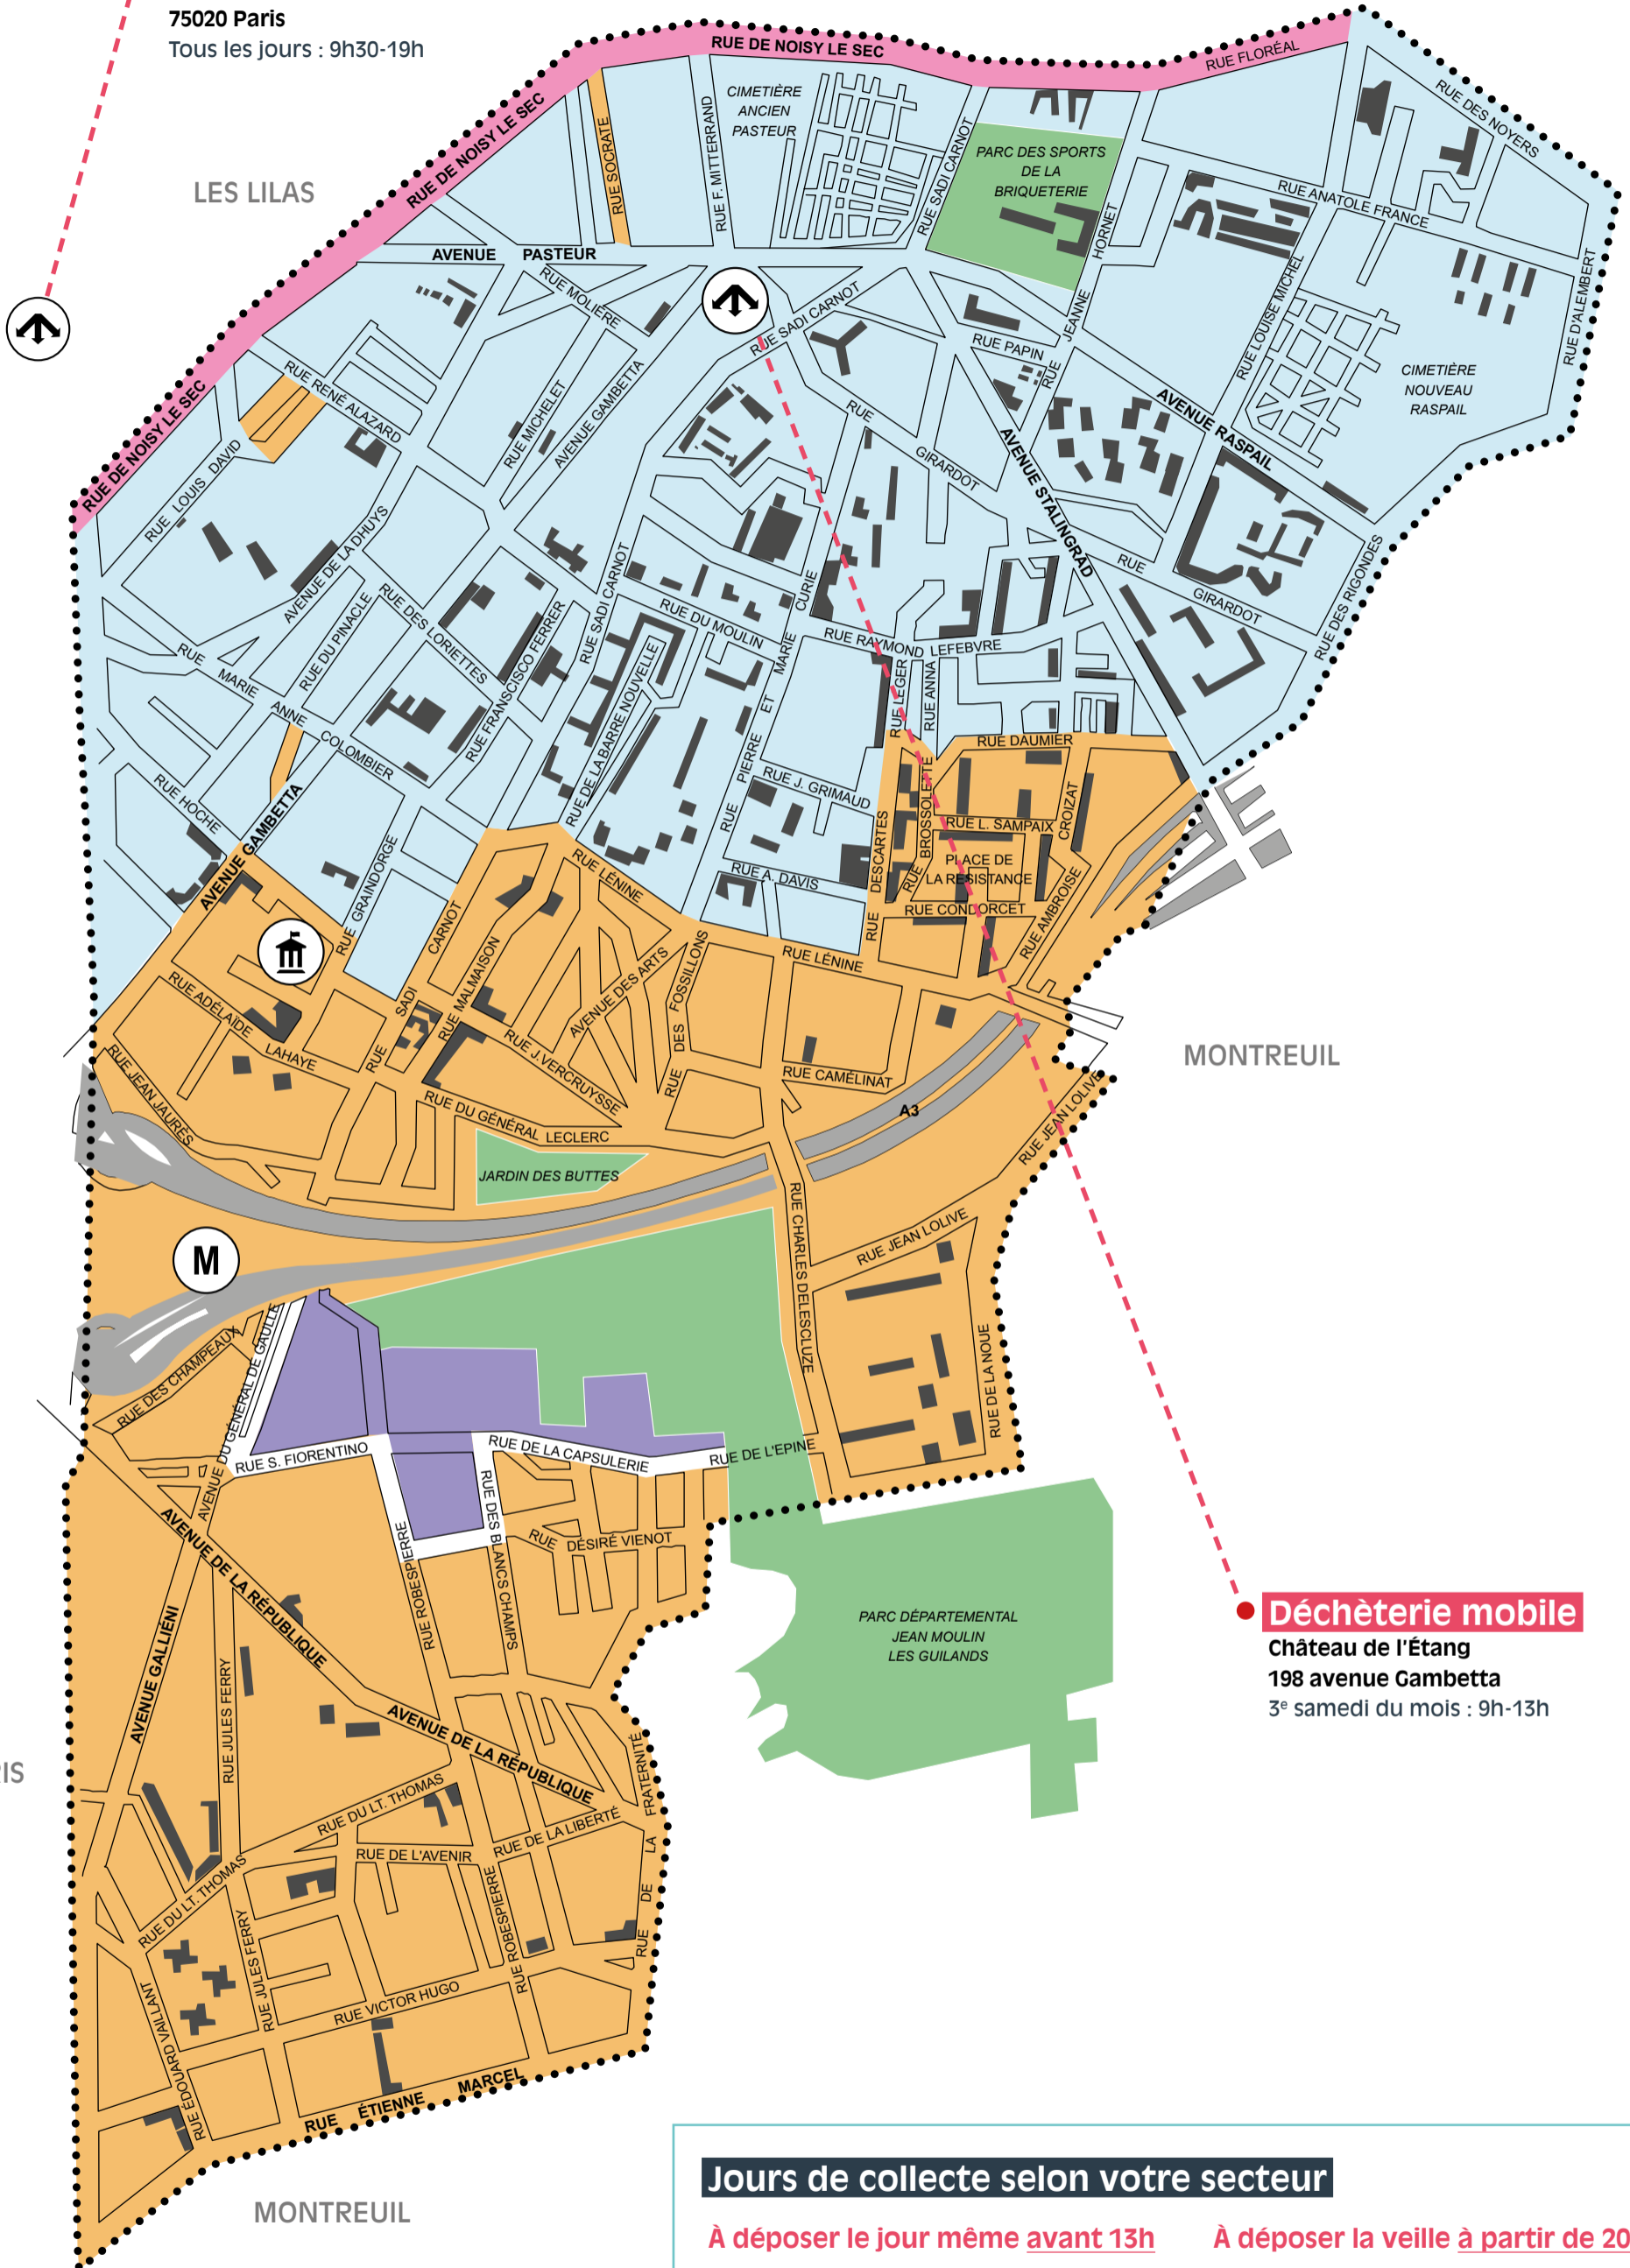 75020 Paris
Tous les jours : 9h30-19h
LES LILAS
RUE DE NOISY LE SEC
RUE FLORÉAL
RUE DE NOISY LE SEC
RUE DE NOISY LE SEC
RUE SOCRATE
RUE F. MITTERRAND
CIMETIÈRE
ANCIEN
PASTEUR
RUE SADI CARNOT
PARC DES SPORTS
DE LA
BRIQUETERIE
RUE DES NOYERS
RUE ANATOLE FRANCE
RUE D'ALEMBERT
AVENUE PASTEUR
RUE MOLIÈRE
RUE SADI CARNOT
RUE JEANNE HORNET
RUE LOUISE MICHEL
RUE PAPIN
CIMETIÈRE
NOUVEAU
RASPAIL
AVENUE RASPAIL
RUE RENÉ ALAZARD
RUE MICHELET
AVENUE GAMBETTA
RUE GIRARDOT
AVENUE STALINGRAD
RUE LOUIS DAVID
AVENUE DE LA DHUYS
RUE DU PINACLE
RUE DES LORIETTES
RUE FRANSCISCO FERRER
RUE SADI CARNOT
RUE DU MOULIN
RUE PIERRE ET MARIE CURIE
RUE RAYMOND LEFEBVRE
RUE GIRARDOT
RUE DES RIGONDES
RUE MARIE ANNE COLOMBIER
RUE DE LA BARRE NOUVELLE
RUE LEGER
RUE ANNA
RUE DAUMIER
RUE HOCHE
AVENUE GAMBETTA
RUE J. GRIMAUD
RUE DESCARTES
RUE BROSSOLETTE
RUE L. SAMPAIX
RUE AMBROISE CROIZAT
PLACE DE
LA RESISTANCE
RUE CONDORCET
RUE GRAINDORGE
RUE LÉNINE
RUE A. DAVIS
RUE LÉNINE
RUE SADI CARNOT
RUE MALMAISON
AVENUE DES ARTS
RUE DES FOSSILLONS
RUE ADÉLAÏDE LAHAYE
RUE J.VERCRUYSSE
RUE CAMÉLINAT
MONTREUIL
RUE JEAN JAURÈS
RUE DU GÉNÉRAL LECLERC
A3
RUE JEAN LOLIVE
JARDIN DES BUTTES
M
RUE CHARLES DELESCLUZE
RUE JEAN LOLIVE
RUE DE LA NOUE
RUE DES CHAMPEAUX
AVENUE DU GÉNÉRAL DE GAULLE
RUE S. FIORENTINO
RUE DE LA CAPSULERIE
RUE DE L'EPINE
RUE DES BLANCS CHAMPS
RUE DÉSIRÉ VIENOT
RUE ROBESPIERRE
AVENUE DE LA RÉPUBLIQUE
AVENUE GALLIÉNI
RUE JULES FERRY
PARC DÉPARTEMENTAL
JEAN MOULIN
LES GUILANDS
Déchèterie mobile
Château de l'Étang
198 avenue Gambetta
3e samedi du mois : 9h-13h
IS
AVENUE DE LA RÉPUBLIQUE
RUE DU LT. THOMAS
RUE DE LA LIBERTÉ
RUE DE L'AVENIR
RUE DE LA FRATERNITÉ
RUE DU LT. THOMAS
RUE JULES FERRY
RUE ROBESPIERRE
RUE VICTOR HUGO
RUE ÉDOUARD VAILLANT
RUE ÉTIENNE MARCEL
MONTREUIL
Jours de collecte selon votre secteur
À déposer le jour même avant 13h
À déposer la veille à partir de 20